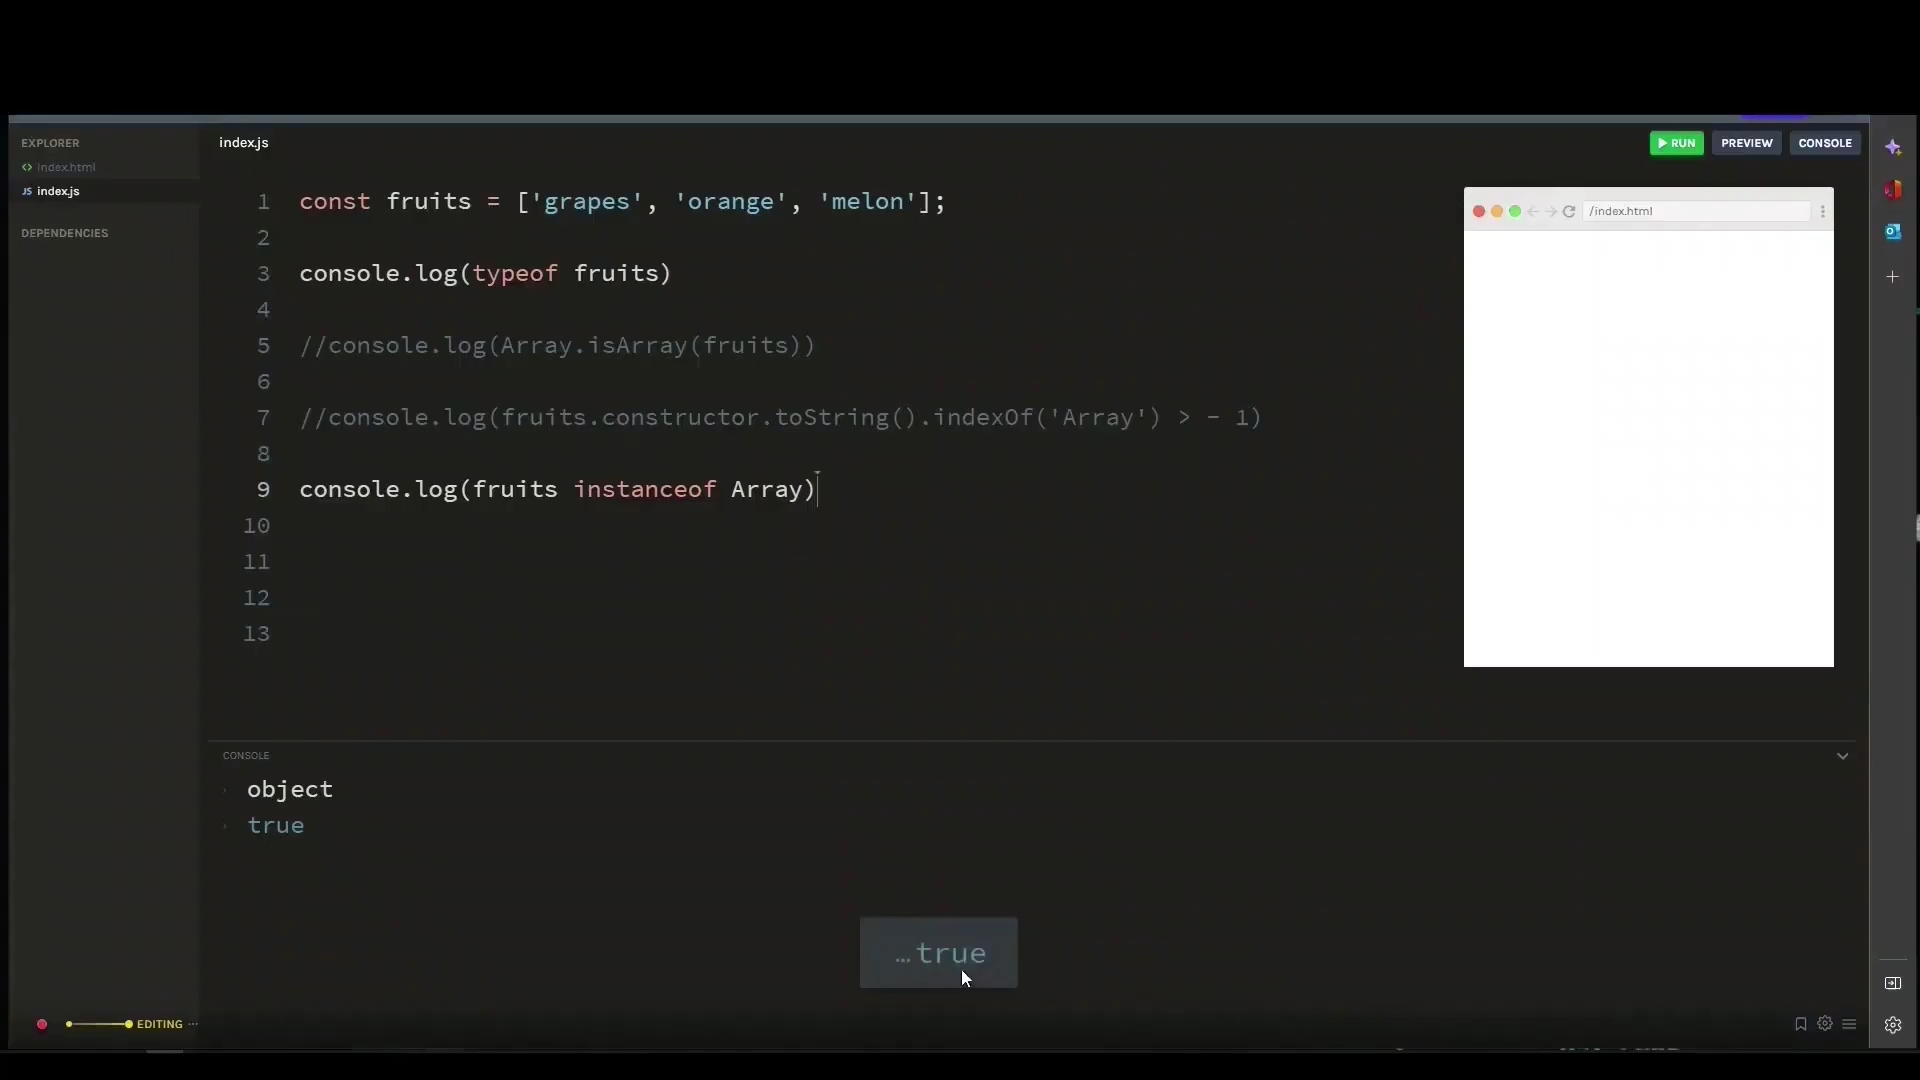 EXPLORER
index.html
JS index.js
DEPENDENCIES
index.js
RUN PREVIEW CONSOLE
1 const fruits = ['grapes', 'orange', 'melon'];
2
3 console.log(typeof fruits)
4
5 //console.log(Array.isArray(fruits))
6
7 //console.log(fruits.constructor.toString().indexOf('Array') > - 1)
8
9 console.log(fruits instanceof Array)
10
11
12
13
/index.html
CONSOLE
object
true
…true
EDITING ···